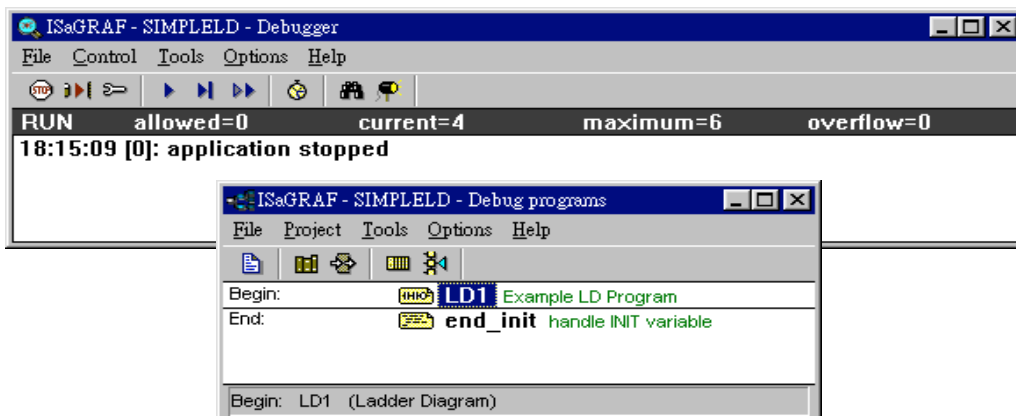 ISaGRAF - SIMPLELD - Debugger
File Control Tools Options Help
STOP
RUN allowed=0 current=4 maximum=6 overflow=0
18:15:09 [0]: application stopped
ISaGRAF - SIMPLELD - Debug programs
File Project Tools Options Help
Begin: LD1 Example LD Program
End: end_init handle INIT variable
Begin: LD1 (Ladder Diagram)